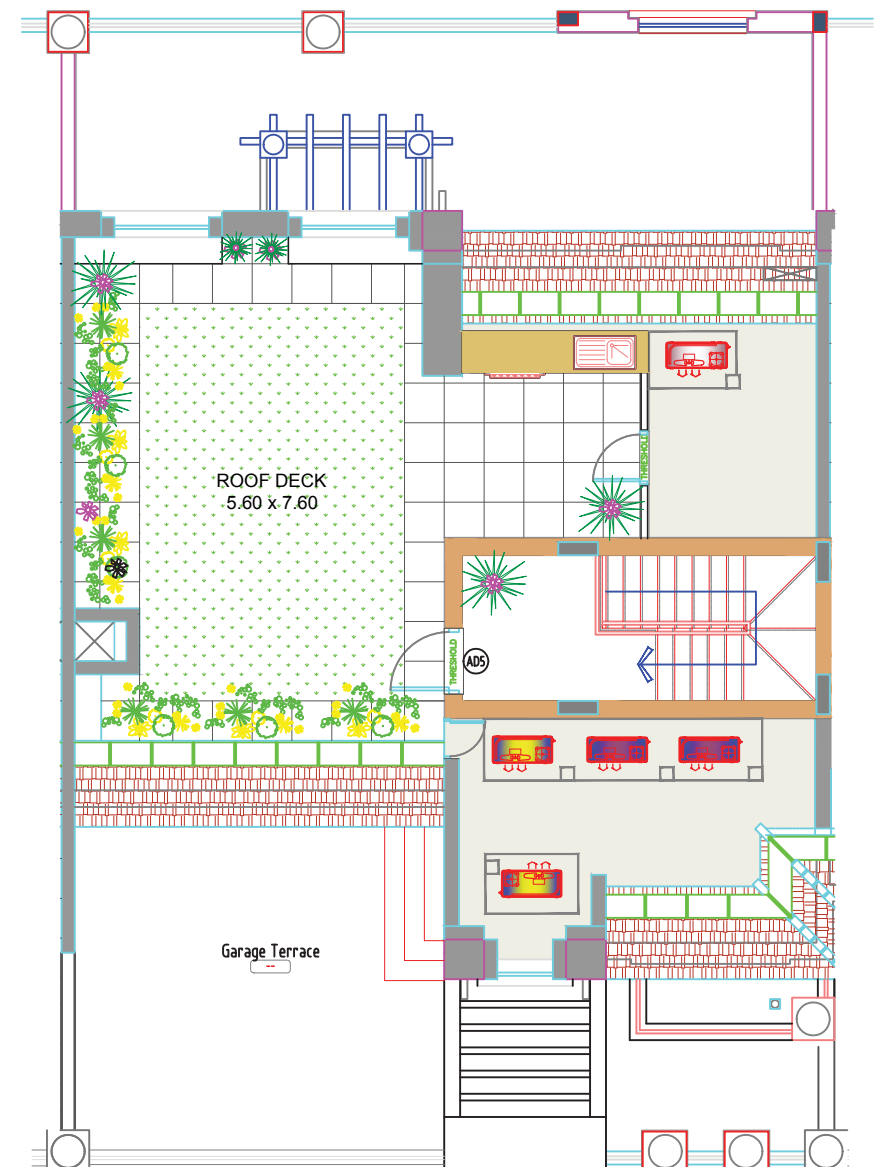 THRESHOLD
ROOF DECK
5.60 x 7.60
THRESHOLD
AD5
Garage Terrace
--